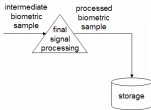 intermediate
biometric
sample
processed
biometric
sample
final
signal
processing
storage